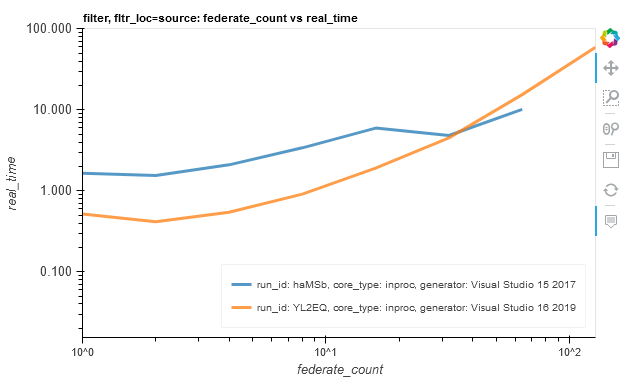 filter, fltr_loc=source: federate_count vs real_time
100.000
10.000
1.000
0.100
real_time
run_id: haMSb, core_type: inproc, generator: Visual Studio 15 2017
run_id: YL2EQ, core_type: inproc, generator: Visual Studio 16 2019
10^0
10^1
10^2
federate_count